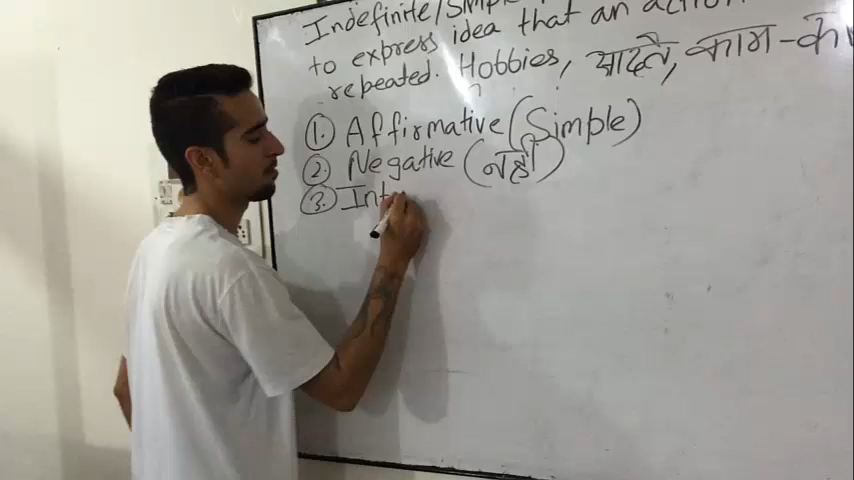 Indefinite/Simple
to express idea that an action
repeated. Hobbies, आदतें, काम-के
①. Affirmative (Simple)
②. Negative (नहीं)
③. Int